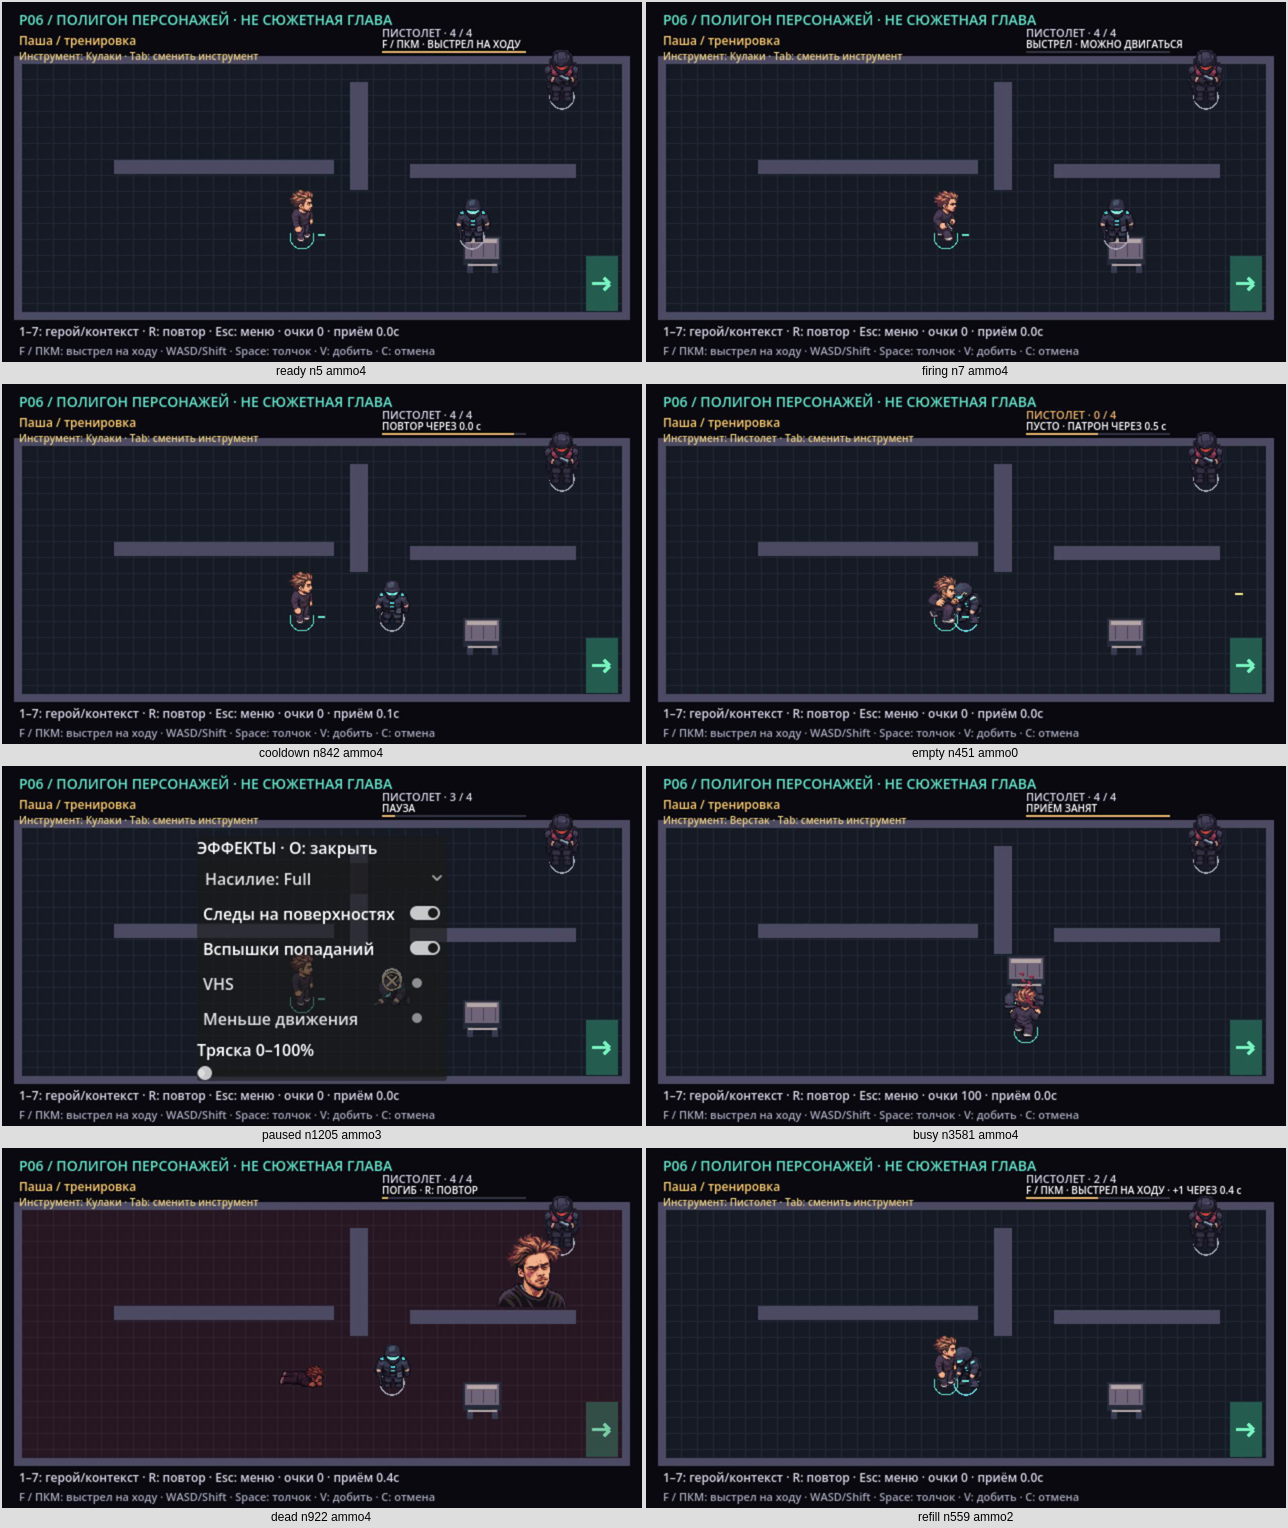 P06 / ПОЛИГОН ПЕРСОНАЖЕЙ · НЕ СЮЖЕТНАЯ ГЛАВА
ПИСТОЛЕТ · 4 / 4
Паша / тренировка
F / ПКМ · ВЫСТРЕЛ НА ХОДУ
Инструмент: Кулаки · Tab: сменить инструмент
1–7: герой/контекст · R: повтор · Esc: меню · очки 0 · приём 0.0с
F / ПКМ: выстрел на ходу · WASD/Shift · Space: толчок · V: добить · C: отмена
ready n5 ammo4
P06 / ПОЛИГОН ПЕРСОНАЖЕЙ · НЕ СЮЖЕТНАЯ ГЛАВА
ПИСТОЛЕТ · 4 / 4
Паша / тренировка
ВЫСТРЕЛ · МОЖНО ДВИГАТЬСЯ
Инструмент: Кулаки · Tab: сменить инструмент
1–7: герой/контекст · R: повтор · Esc: меню · очки 0 · приём 0.0с
F / ПКМ: выстрел на ходу · WASD/Shift · Space: толчок · V: добить · C: отмена
firing n7 ammo4
P06 / ПОЛИГОН ПЕРСОНАЖЕЙ · НЕ СЮЖЕТНАЯ ГЛАВА
ПИСТОЛЕТ · 4 / 4
Паша / тренировка
ПОВТОР ЧЕРЕЗ 0.0 с
Инструмент: Кулаки · Tab: сменить инструмент
1–7: герой/контекст · R: повтор · Esc: меню · очки 0 · приём 0.1с
F / ПКМ: выстрел на ходу · WASD/Shift · Space: толчок · V: добить · C: отмена
cooldown n842 ammo4
P06 / ПОЛИГОН ПЕРСОНАЖЕЙ · НЕ СЮЖЕТНАЯ ГЛАВА
ПИСТОЛЕТ · 0 / 4
Паша / тренировка
ПУСТО · ПАТРОН ЧЕРЕЗ 0.5 с
Инструмент: Пистолет · Tab: сменить инструмент
1–7: герой/контекст · R: повтор · Esc: меню · очки 0 · приём 0.0с
F / ПКМ: выстрел на ходу · WASD/Shift · Space: толчок · V: добить · C: отмена
empty n451 ammo0
P06 / ПОЛИГОН ПЕРСОНАЖЕЙ · НЕ СЮЖЕТНАЯ ГЛАВА
ПИСТОЛЕТ · 3 / 4
Паша / тренировка
ПАУЗА
Инструмент: Кулаки · Tab: сменить инструмент
ЭФФЕКТЫ · О: закрыть
Насилие: Full
Следы на поверхностях
Вспышки попаданий
VHS
Меньше движения
Тряска 0–100%
1–7: герой/контекст · R: повтор · Esc: меню · очки 0 · приём 0.0с
F / ПКМ: выстрел на ходу · WASD/Shift · Space: толчок · V: добить · C: отмена
paused n1205 ammo3
P06 / ПОЛИГОН ПЕРСОНАЖЕЙ · НЕ СЮЖЕТНАЯ ГЛАВА
ПИСТОЛЕТ · 4 / 4
Паша / тренировка
ПРИЁМ ЗАНЯТ
Инструмент: Верстак · Tab: сменить инструмент
1–7: герой/контекст · R: повтор · Esc: меню · очки 100 · приём 0.0с
F / ПКМ: выстрел на ходу · WASD/Shift · Space: толчок · V: добить · C: отмена
busy n3581 ammo4
P06 / ПОЛИГОН ПЕРСОНАЖЕЙ · НЕ СЮЖЕТНАЯ ГЛАВА
ПИСТОЛЕТ · 4 / 4
Паша / тренировка
ПОГИБ · R: ПОВТОР
Инструмент: Кулаки · Tab: сменить инструмент
1–7: герой/контекст · R: повтор · Esc: меню · очки 0 · приём 0.4с
F / ПКМ: выстрел на ходу · WASD/Shift · Space: толчок · V: добить · C: отмена
dead n922 ammo4
P06 / ПОЛИГОН ПЕРСОНАЖЕЙ · НЕ СЮЖЕТНАЯ ГЛАВА
ПИСТОЛЕТ · 2 / 4
Паша / тренировка
F / ПКМ · ВЫСТРЕЛ НА ХОДУ · +1 ЧЕРЕЗ 0.4 с
Инструмент: Пистолет · Tab: сменить инструмент
1–7: герой/контекст · R: повтор · Esc: меню · очки 0 · приём 0.0с
F / ПКМ: выстрел на ходу · WASD/Shift · Space: толчок · V: добить · C: отмена
refill n559 ammo2